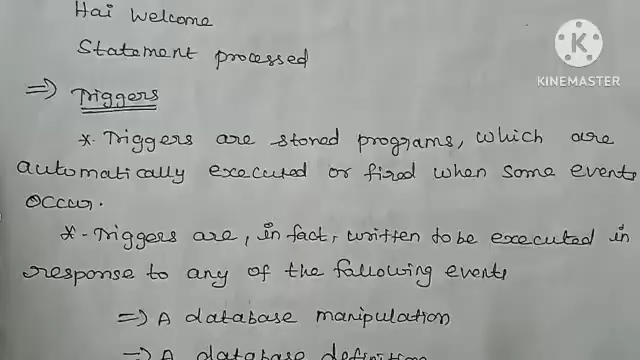 Hai Welcome
Statement processed
K
KINEMASTER
=> Triggers
*. Triggers are stored programs, which are
automatically executed or fired when some events
occur.
*- Triggers are, in fact, written to be executed in
response to any of the following events
=> A database manipulation
=> A database definition